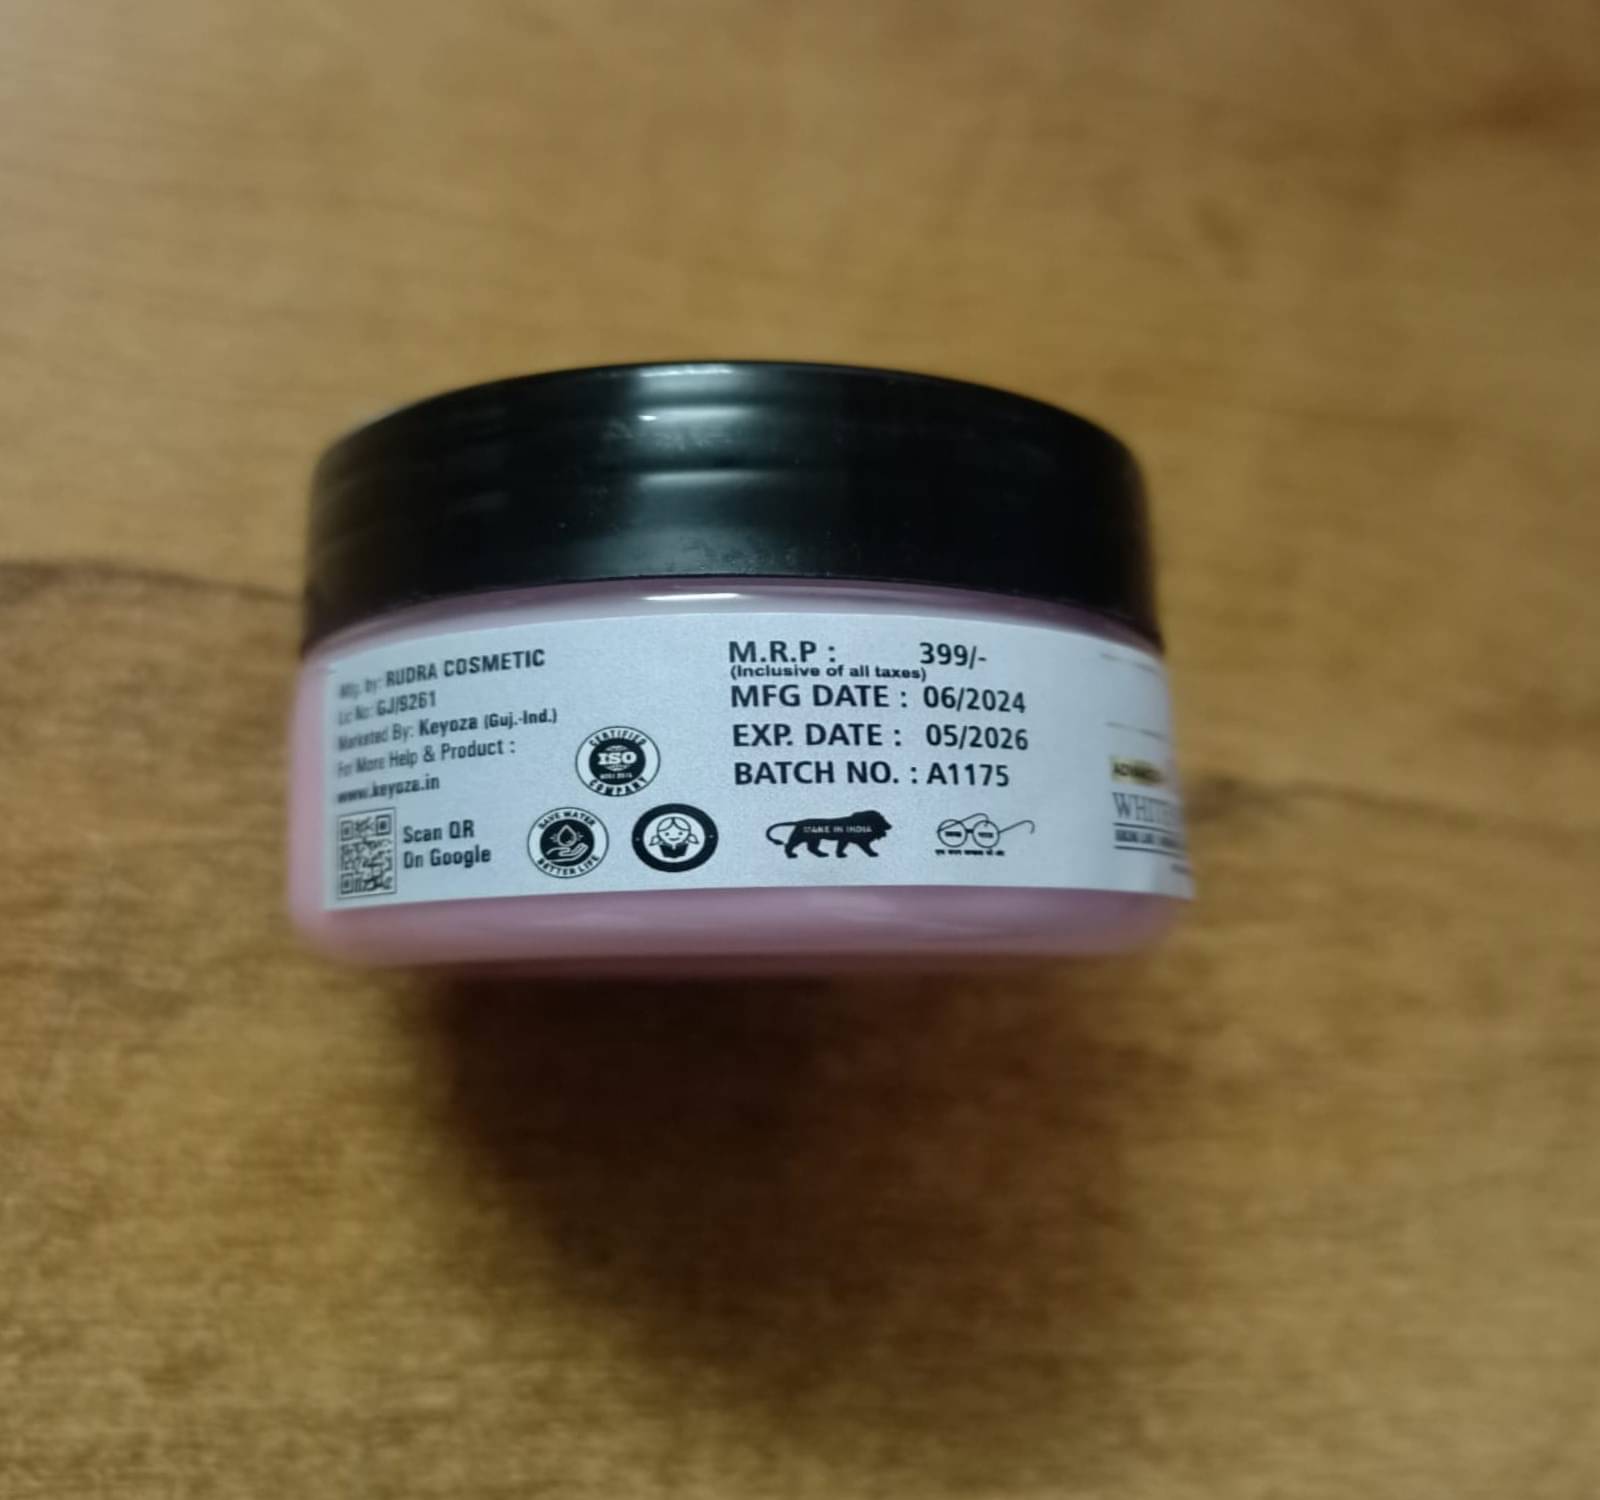 Mfg. by: RUDRA COSMETIC
Lic No: GJ/9261
Marketed By: Keyoza (Guj.-Ind.)
For More Help & Product :
www.keyoza.in
Scan QR
On Google
CERTIFIED
ISO
COMPANY
SAVE WATER
BETTER LIFE
M.R.P : 399/-
(Inclusive of all taxes)
MFG DATE : 06/2024
EXP. DATE : 05/2026
BATCH NO. : A1175
MAKE IN INDIA